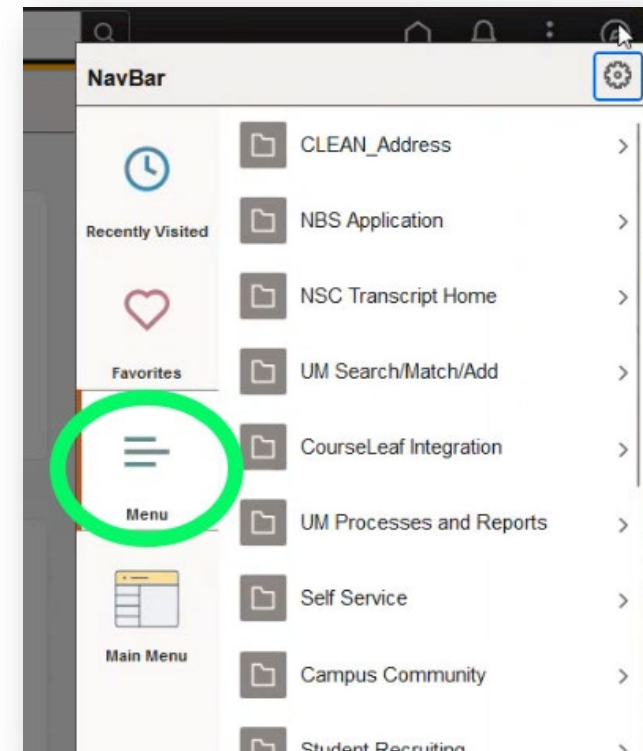 NavBar
Recently Visited
Favorites
Menu
Main Menu
CLEAN_Address
NBS Application
NSC Transcript Home
UM Search/Match/Add
CourseLeaf Integration
UM Processes and Reports
Self Service
Campus Community
Student Recruiting